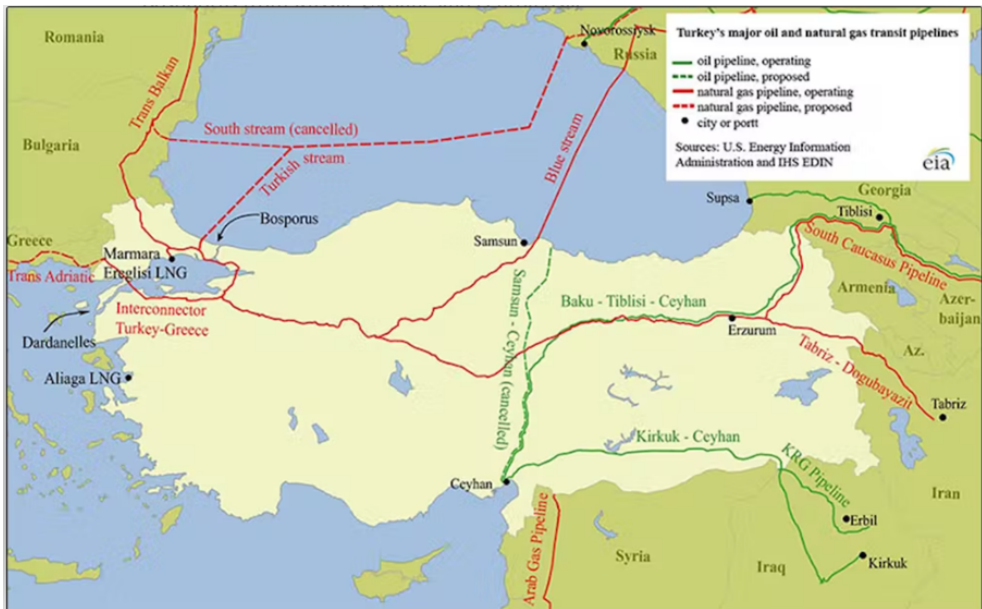 Romania
Novorossiysk
Russia
Turkey's major oil and natural gas transit pipelines
oil pipeline, operating
oil pipeline, proposed
natural gas pipeline, operating
natural gas pipeline, proposed
city or portt
Sources: U.S. Energy Information
Administration and IHS EDIN
eia
Trans Balkan
South stream (cancelled)
Turkish
stream
Blue stream
Bulgaria
Georgia
Supsa
Tiblisi
Bosporus
South Caucasus Pipeline
Greece
Marmara
Ereglisi LNG
Samsun
Trans Adriatic
Armenia
Azer-
baijan
Interconnector
Turkey-Greece
Samsun - Ceyhan (cancelled)
Baku - Tiblisi - Ceyhan
Erzurum
Dardanelles
Az.
Tabriz - Dogubayazit
Aliaga LNG
Tabriz
Kirkuk - Ceyhan
Ceyhan
KRG Pipeline
Iran
Erbil
Arab Gas Pipeline
Syria
Iraq
Kirkuk